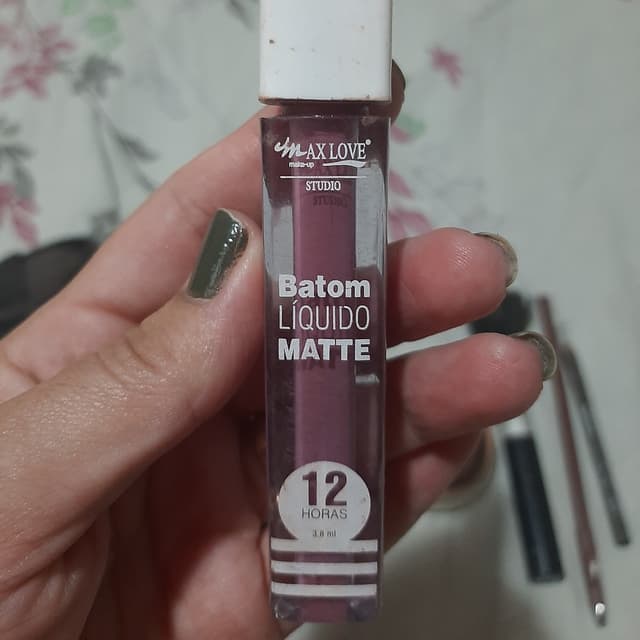 MAX LOVE®
make-up
STUDIO
Batom
LÍQUIDO
MATTE
12
HORAS
3,8 ml